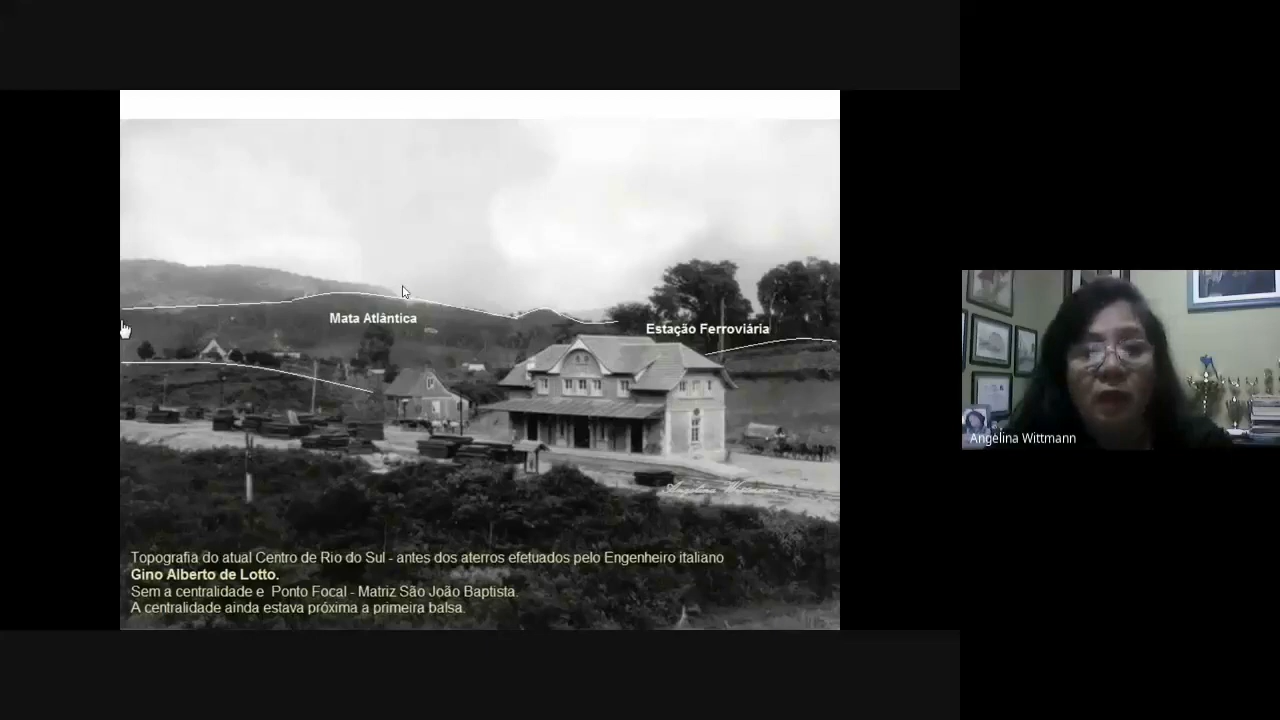 Mata Atlântica
Estação Ferroviária
Angelina Wittmann
Topografia do atual Centro de Rio do Sul - antes dos aterros efetuados pelo Engenheiro italiano
Gino Alberto de Lotto.
Sem a centralidade e Ponto Focal - Matriz São João Baptista.
A centralidade ainda estava próxima a primeira balsa.
Angelina Wittmann